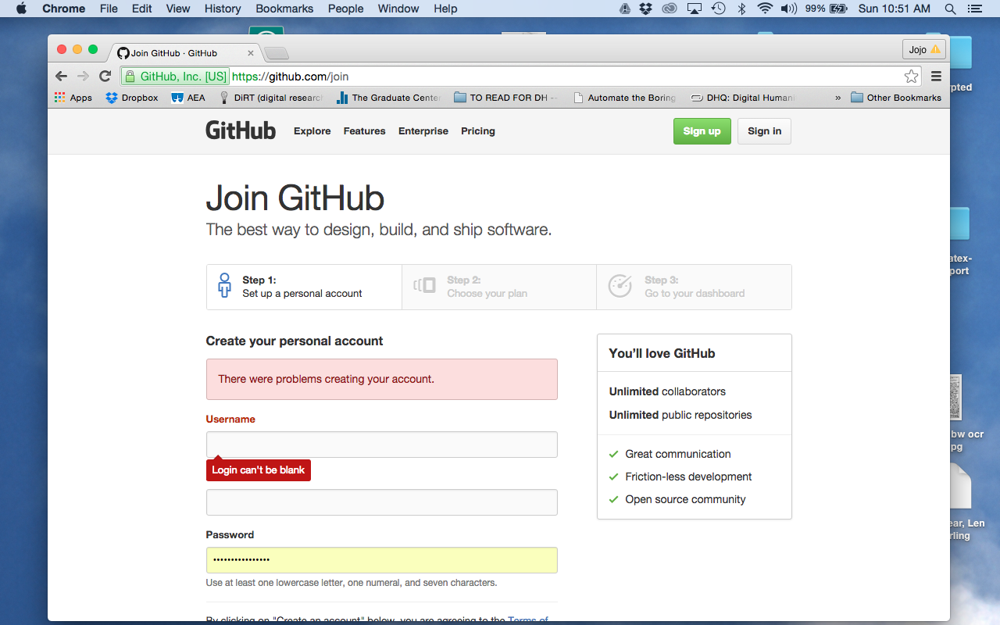 Chrome File Edit View History Bookmarks People Window Help 99% Sun 10:51 AM
Join GitHub · GitHub Jojo
GitHub, Inc. [US] https://github.com/join
Apps Dropbox AEA DiRT (digital research The Graduate Center TO READ FOR DH -- Automate the Boring DHQ: Digital Humani » Other Bookmarks
GitHub Explore Features Enterprise Pricing Sign up Sign in
Join GitHub
The best way to design, build, and ship software.
Step 1:
Set up a personal account
Step 2:
Choose your plan
Step 3:
Go to your dashboard
Create your personal account
There were problems creating your account.
Username
Login can't be blank
Password
••••••••••••••••
Use at least one lowercase letter, one numeral, and seven characters.
By clicking on "Create an account" below, you are agreeing to the Terms of
You'll love GitHub
Unlimited collaborators
Unlimited public repositories
Great communication
Friction-less development
Open source community
pted
atex-
port
bw ocr
pg
ear, Len
rling